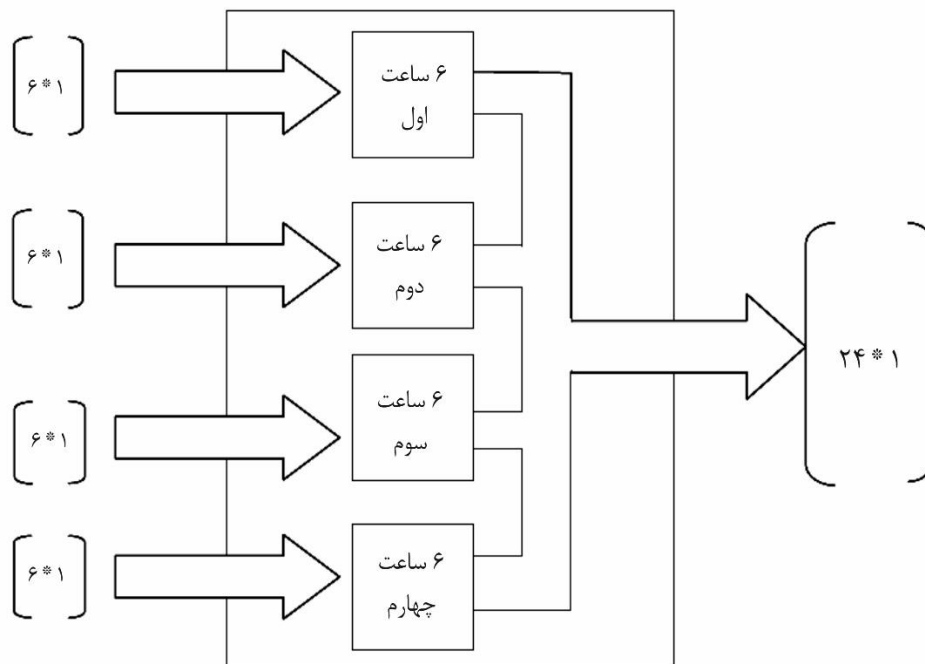 ۶*۱
۶ ساعت
اول
۶*۱
۶ ساعت
دوم
۲۴*۱
۶*۱
۶ ساعت
سوم
۶*۱
۶ ساعت
چهارم